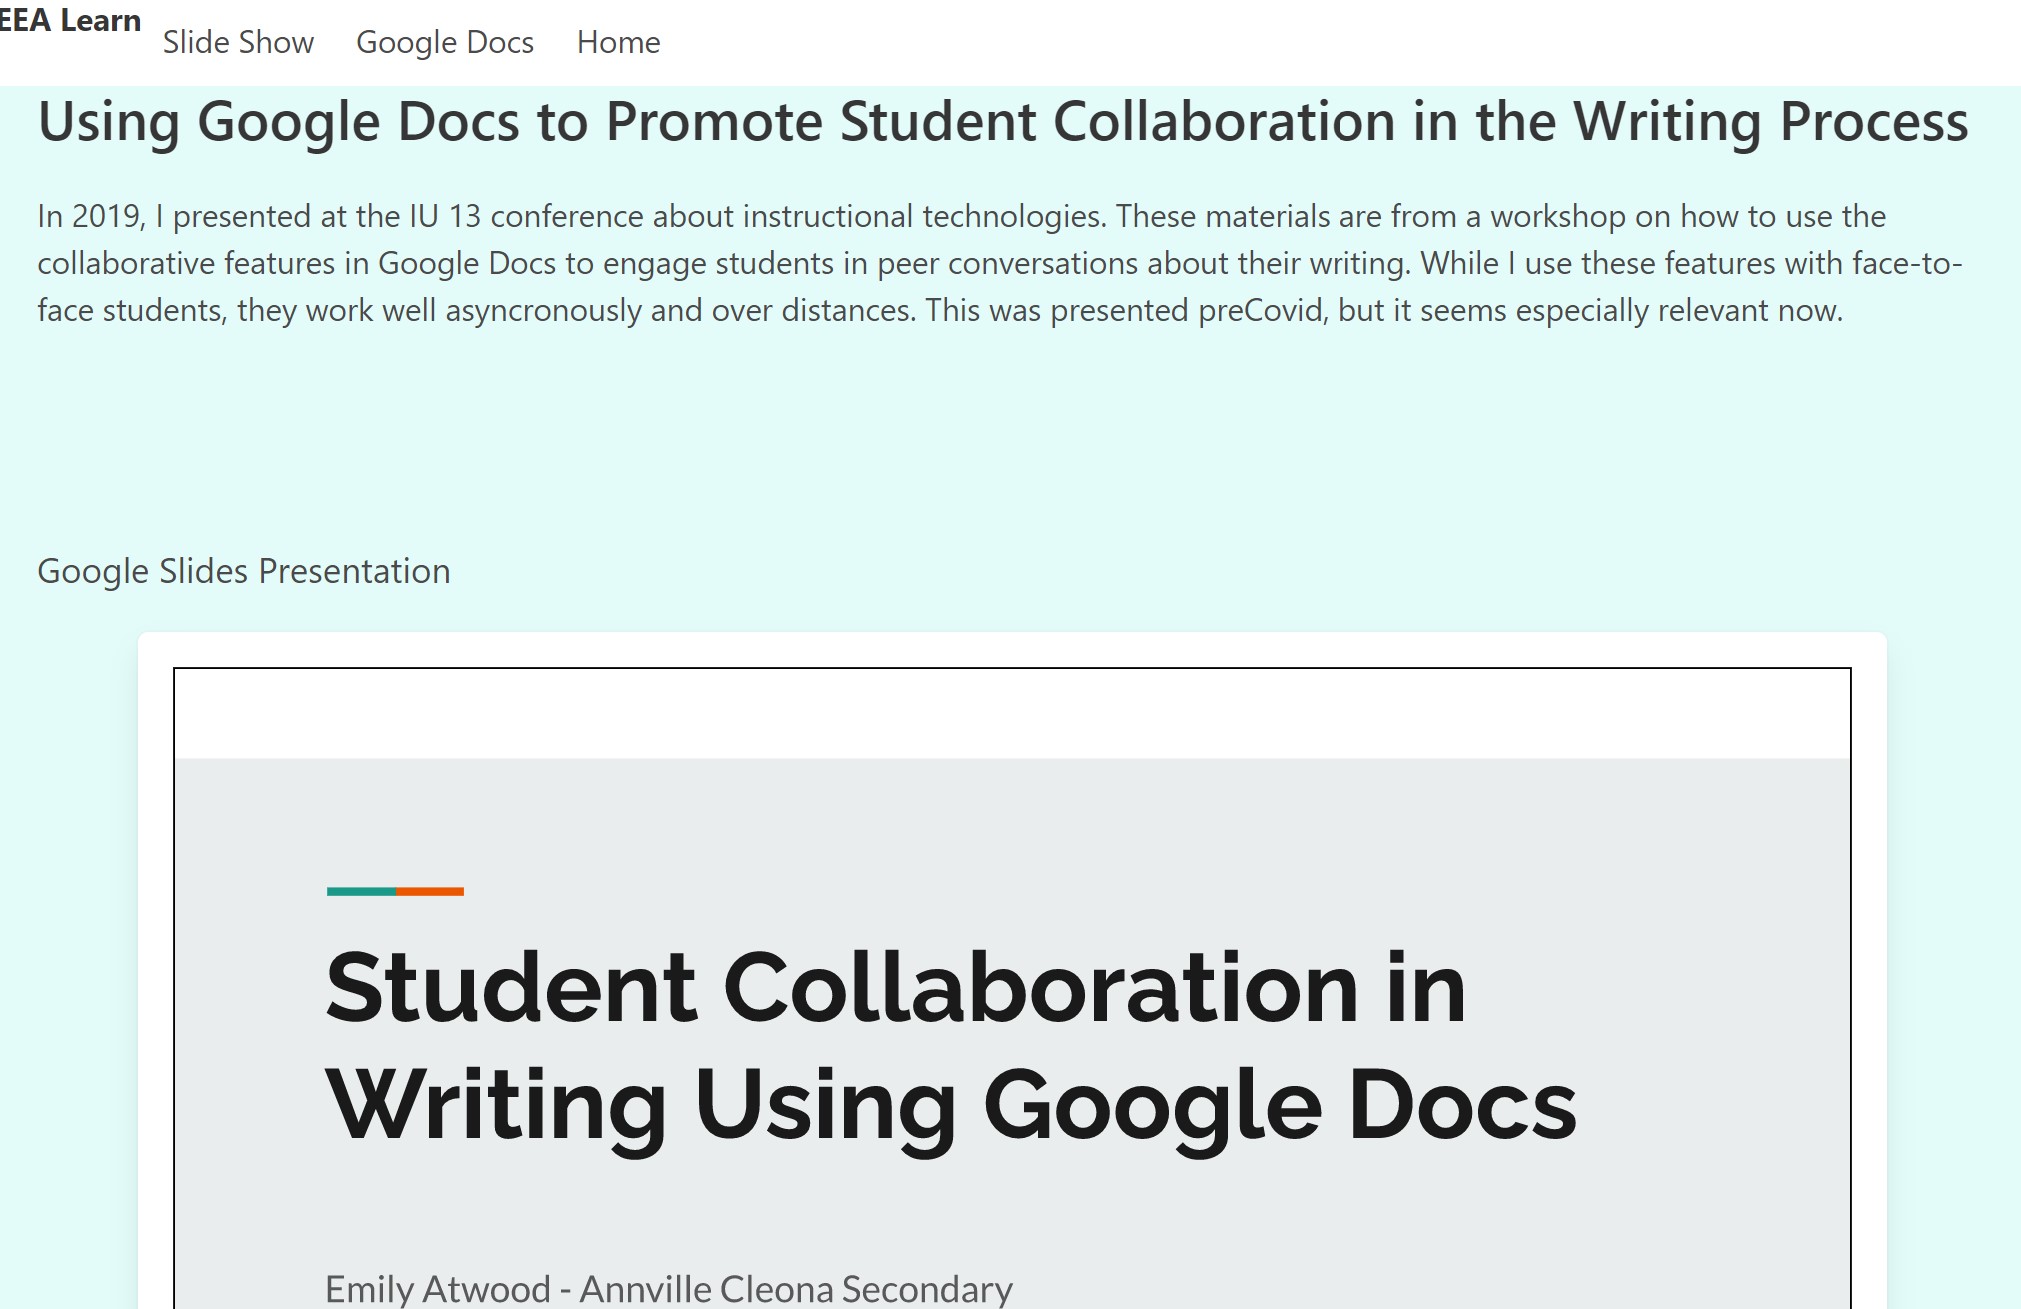 EEA Learn
Slide Show Google Docs Home
Using Google Docs to Promote Student Collaboration in the Writing Process
In 2019, I presented at the IU 13 conference about instructional technologies. These materials are from a workshop on how to use the
collaborative features in Google Docs to engage students in peer conversations about their writing. While I use these features with face-to-
face students, they work well asyncronously and over distances. This was presented preCovid, but it seems especially relevant now.
Google Slides Presentation
Student Collaboration in
Writing Using Google Docs
Emily Atwood - Annville Cleona Secondary